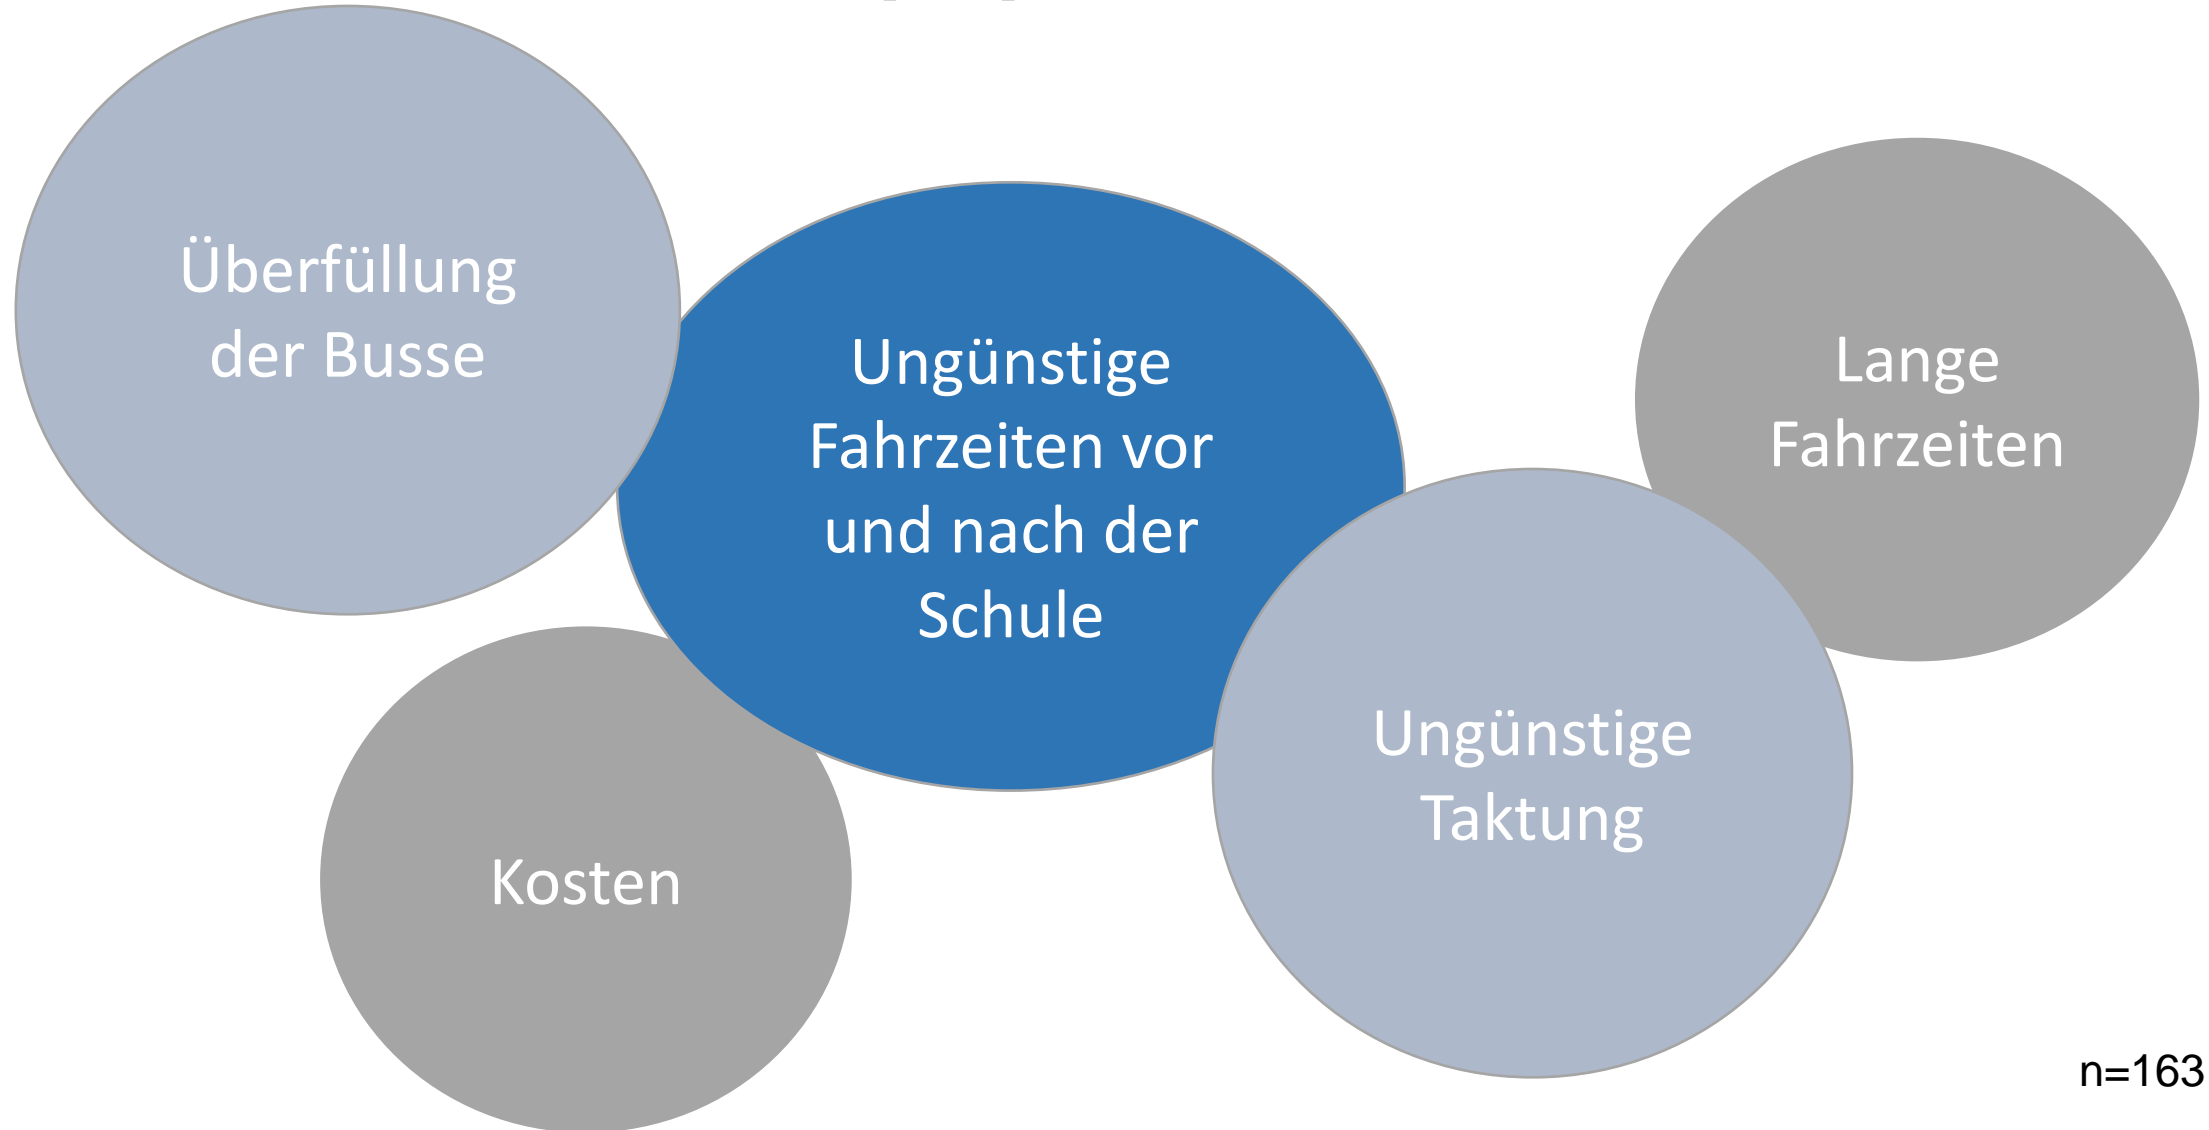 Überfüllung
der Busse
Ungünstige
Fahrzeiten vor
und nach der
Schule
Lange
Fahrzeiten
Ungünstige
Taktung
Kosten
n=163